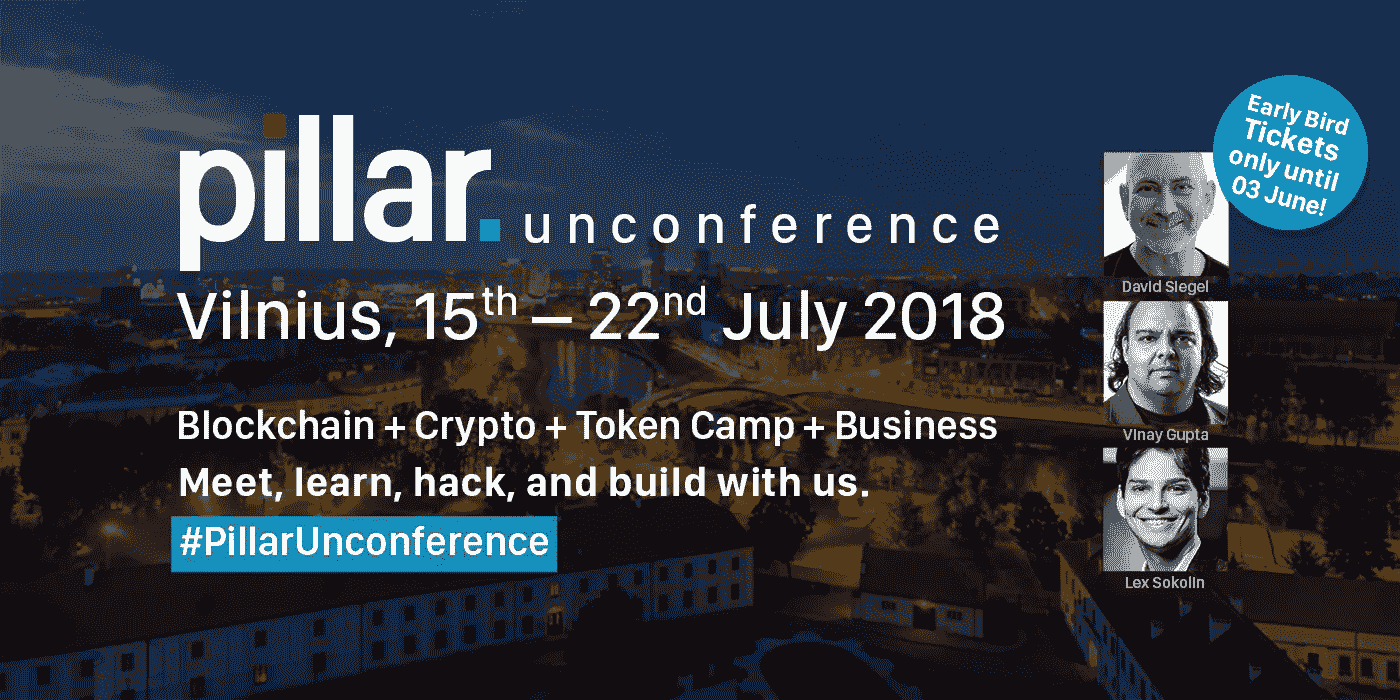 pillar. unconference
Vilnius, 15th – 22nd July 2018
Blockchain + Crypto + Token Camp + Business
Meet, learn, hack, and build with us.
#PillarUnconference
Early Bird
Tickets
only until
03 June!
David Siegel
Vinay Gupta
Lex Sokolin